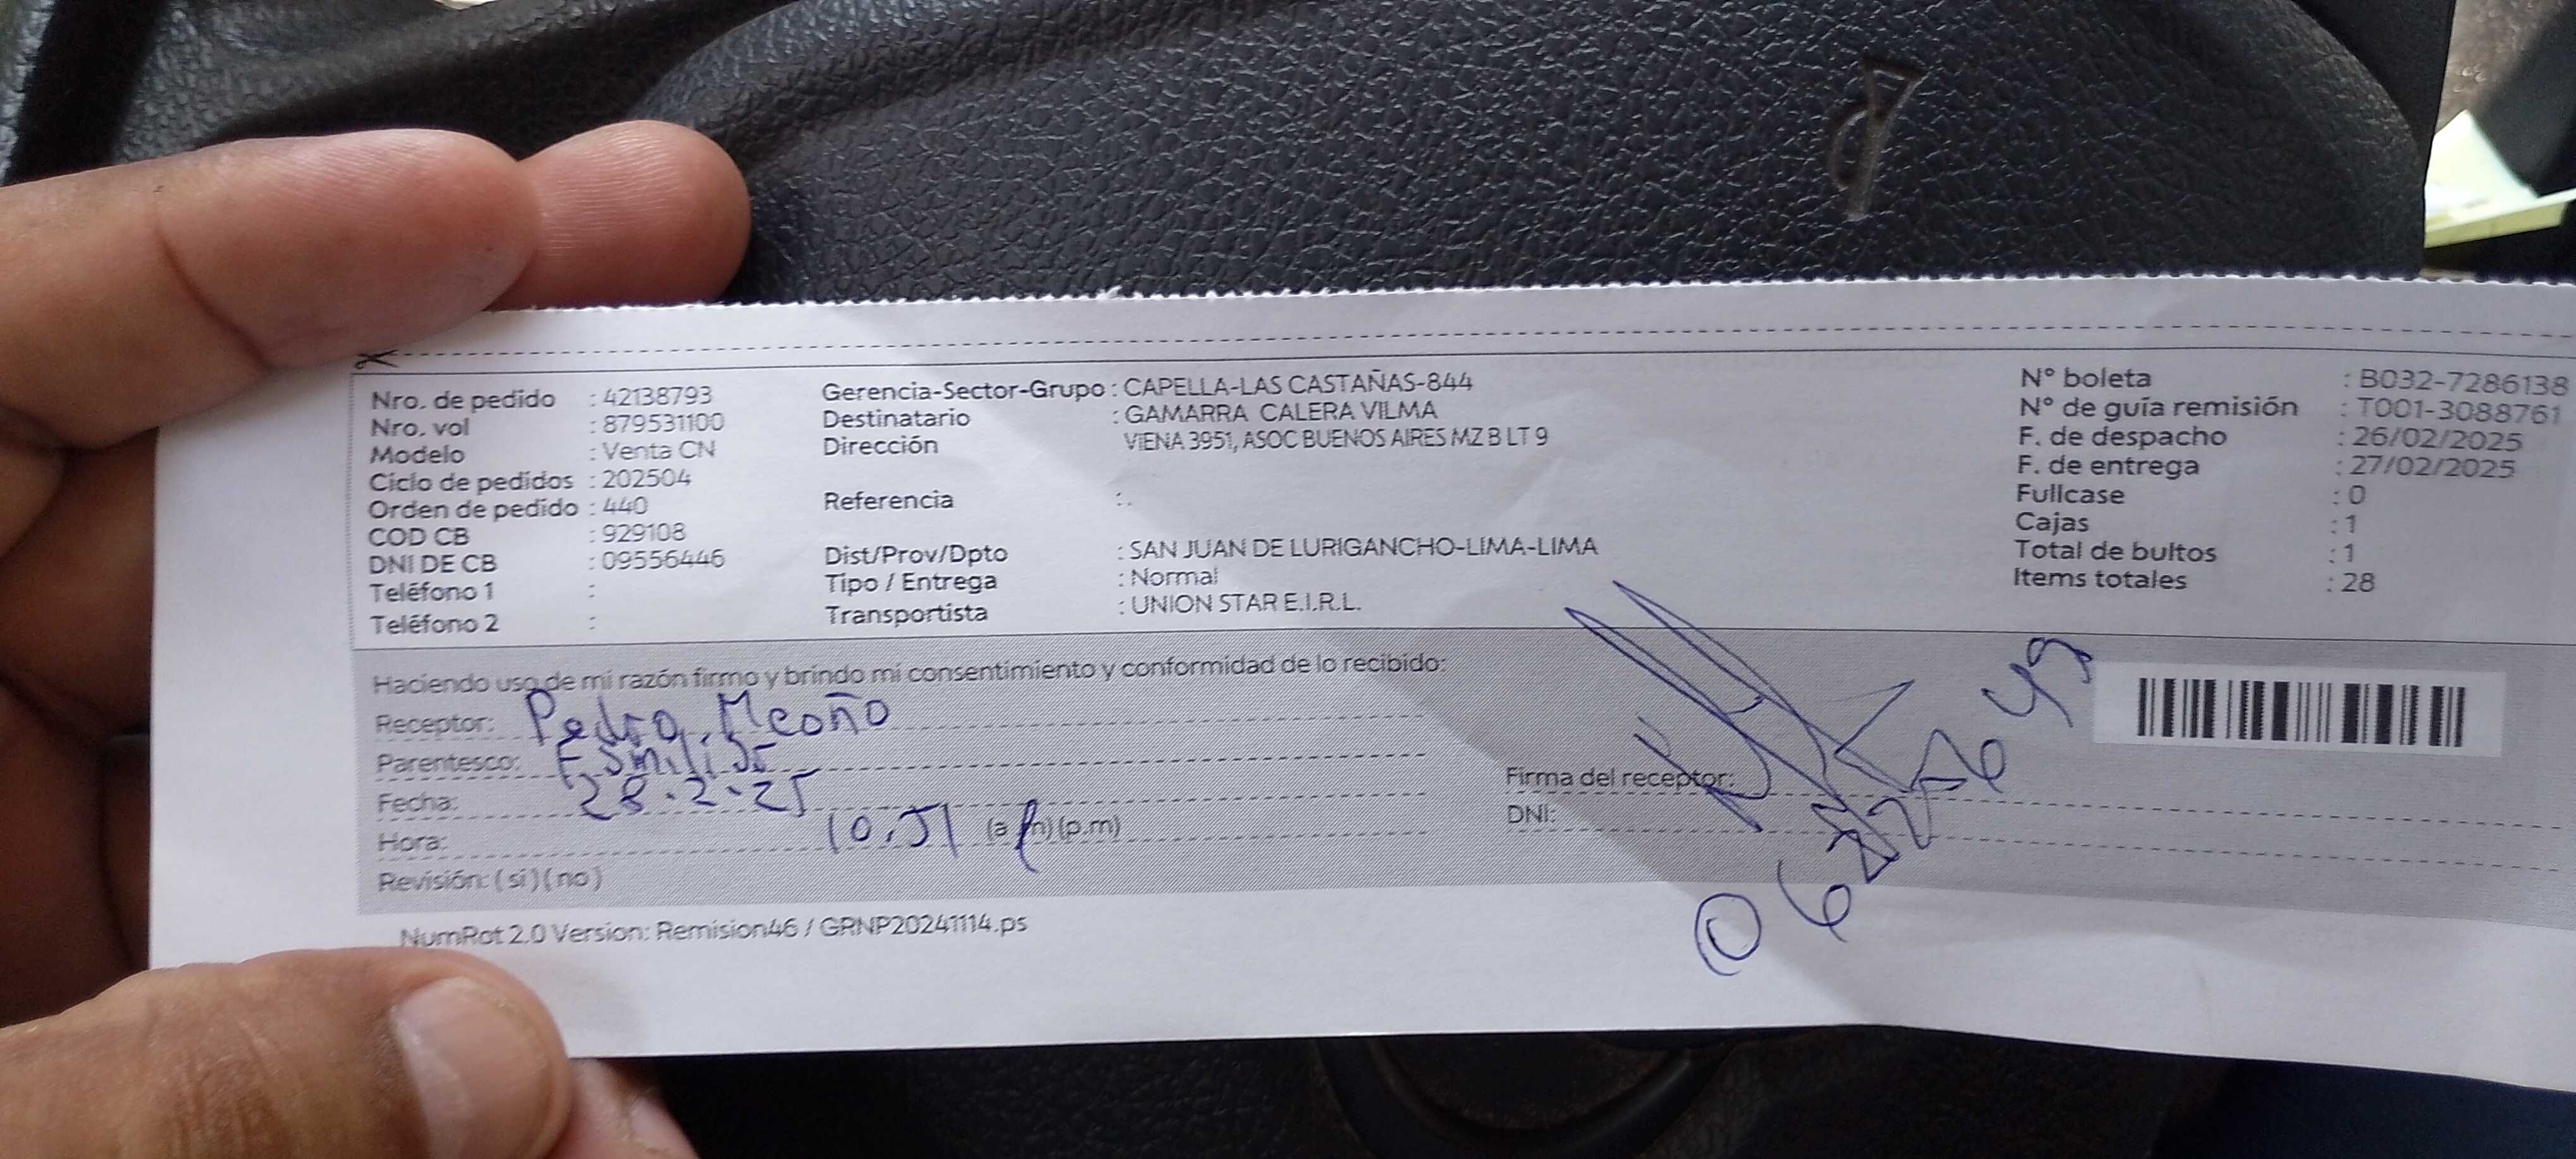 Nro. de pedido : 42138793
Nro. vol : 879531100
Modelo : Venta CN
Ciclo de pedidos : 202504
Orden de pedido : 440
COD CB : 929108
DNI DE CB : 09556446
Teléfono 1 :
Teléfono 2 :
Gerencia-Sector-Grupo : CAPELLA-LAS CASTAÑAS-844
Destinatario : GAMARRA CALERA VILMA
Dirección VIENA 3951, ASOC BUENOS AIRES MZ B LT 9
Referencia : .
Dist/Prov/Dpto : SAN JUAN DE LURIGANCHO-LIMA-LIMA
Tipo / Entrega : Normal
Transportista : UNION STAR E.I.R.L.
N° boleta : B032-7286138
N° de guía remisión : T001-3088761
F. de despacho : 26/02/2025
F. de entrega : 27/02/2025
Fullcase : 0
Cajas : 1
Total de bultos : 1
Items totales : 28
Haciendo uso de mi razón firmo y brindo mi consentimiento y conformidad de lo recibido:
Receptor: Pedro Meoño
Parentesco:
Fecha: 28.2.25
Hora: 10.51 (a m)(p.m)
Revisión: (si)(no)
Firma del receptor:
DNI:
NumRot 2.0 Version: Remision46 / GRNP20241114.ps